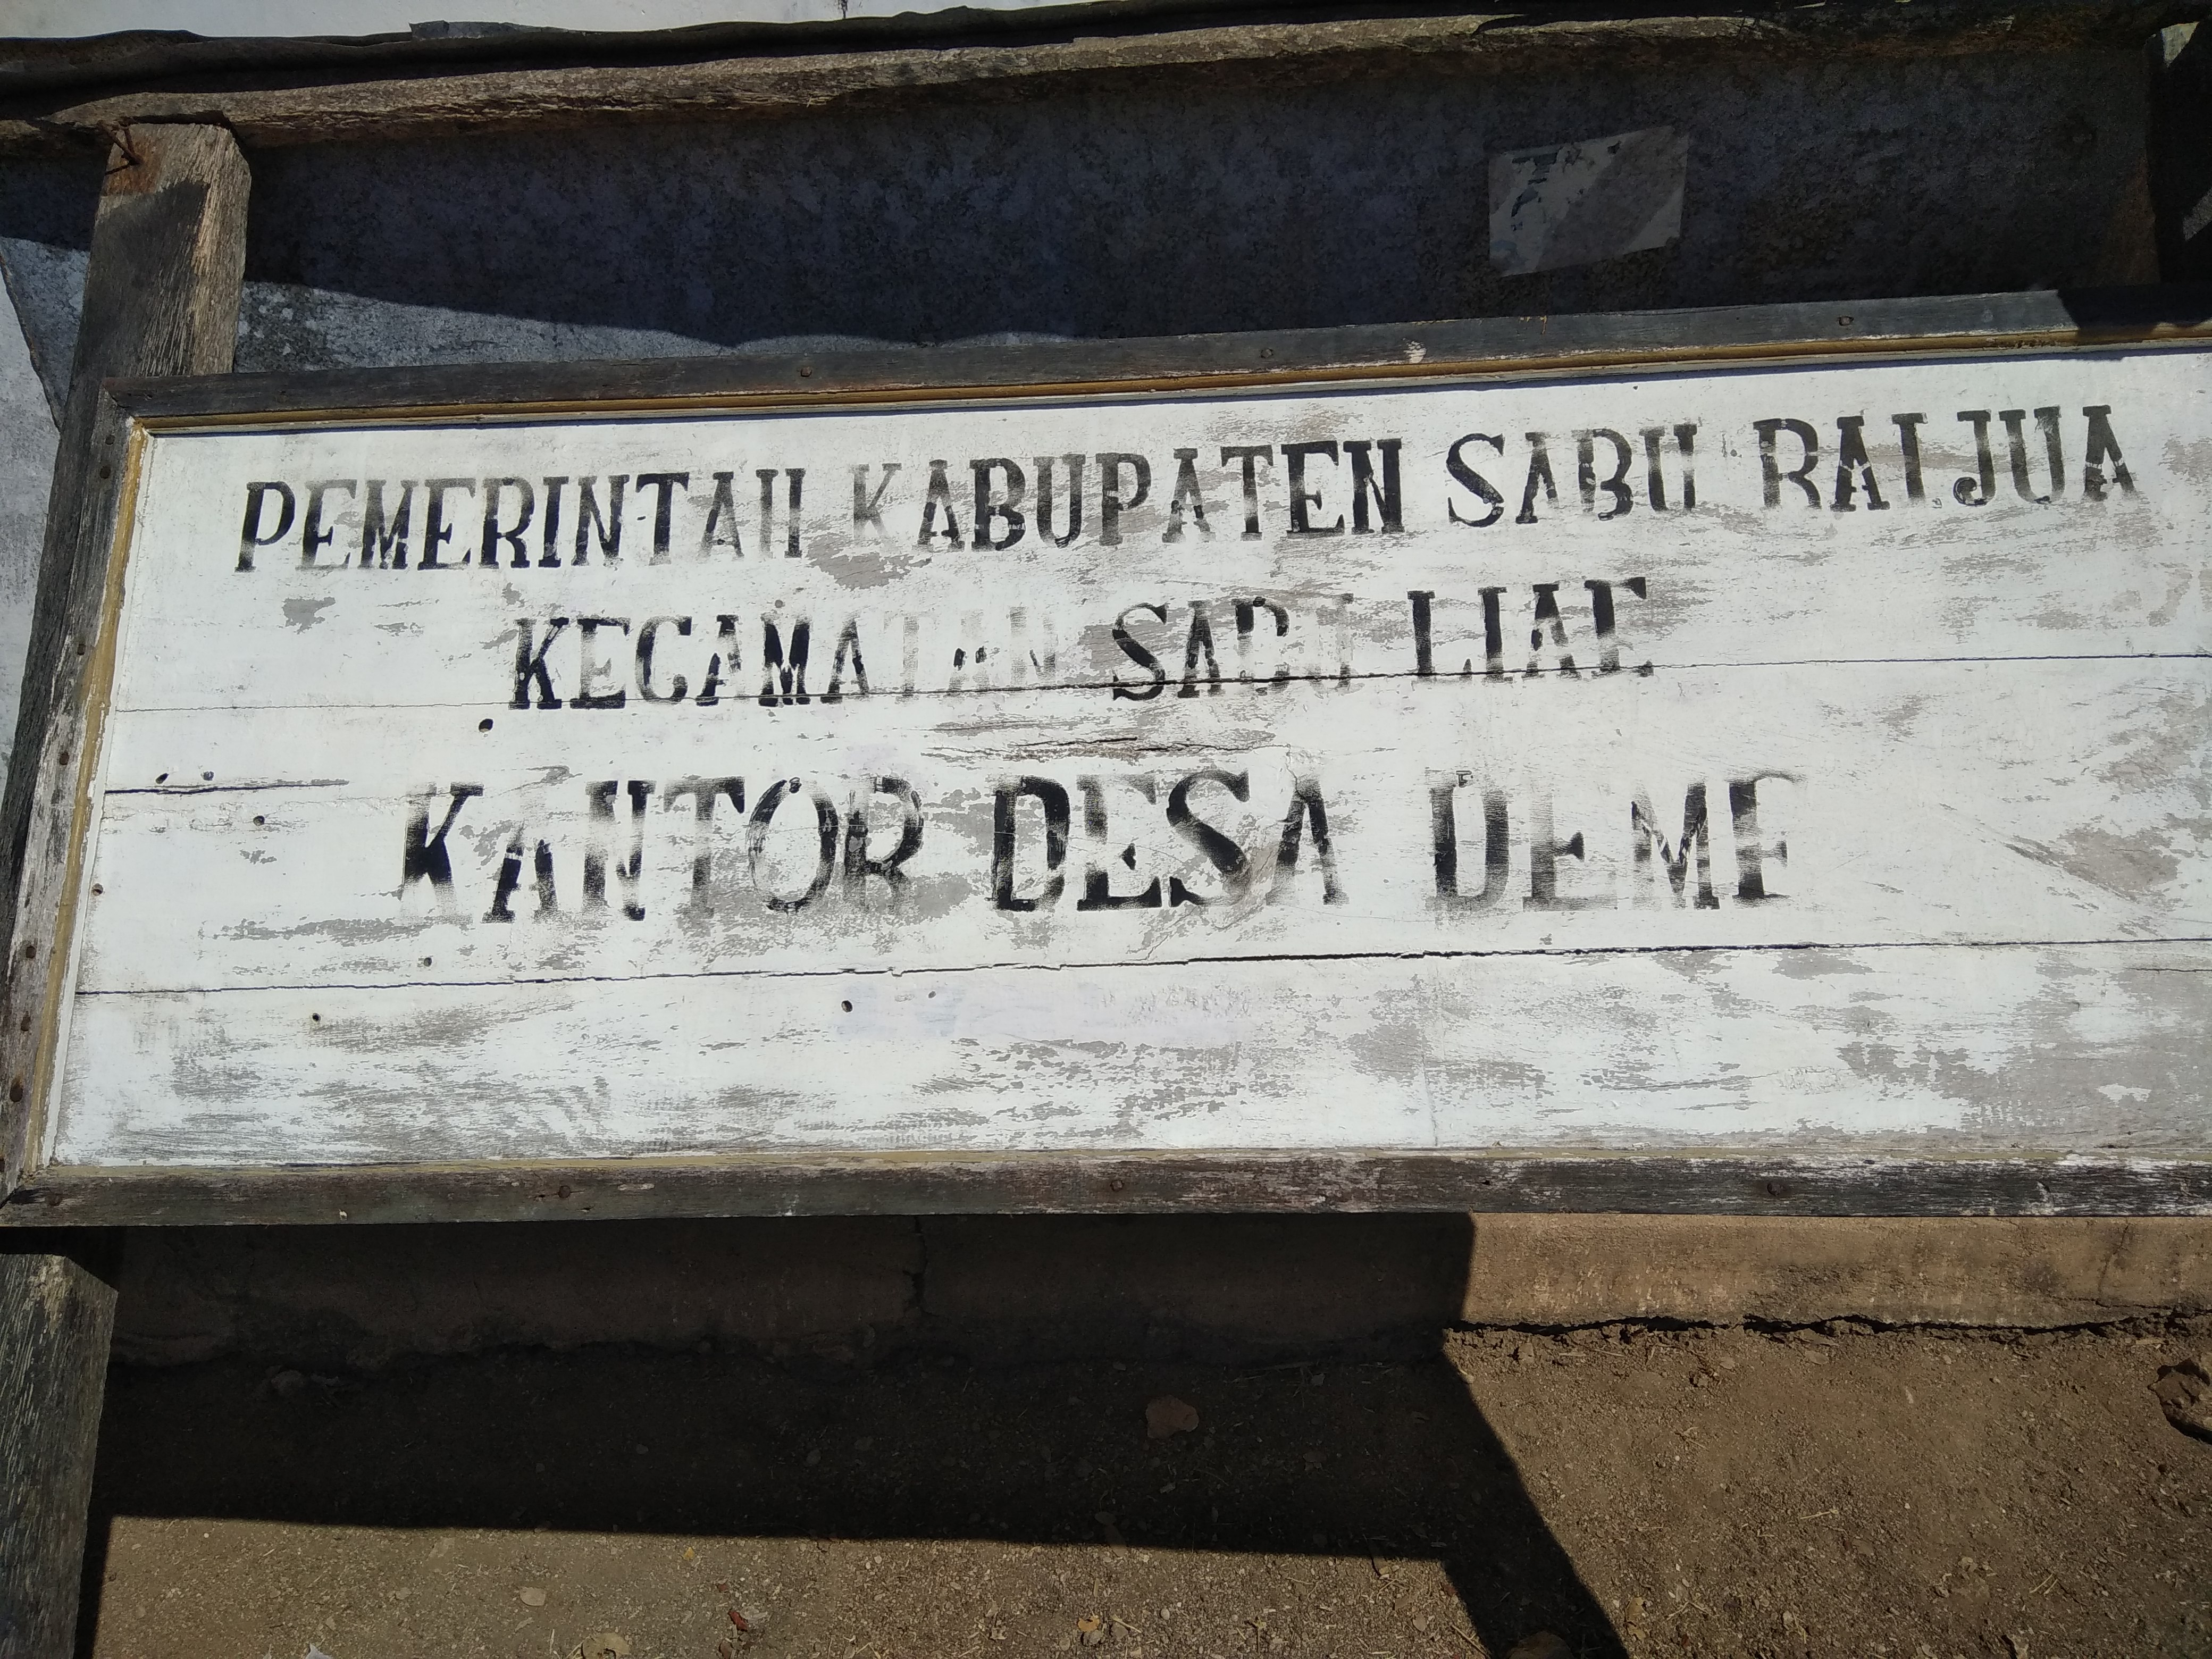 PEMERINTAH KABUPATEN SABU RAIJUA
KECAMATAN SABU LIAE
KANTOR DESA DEME